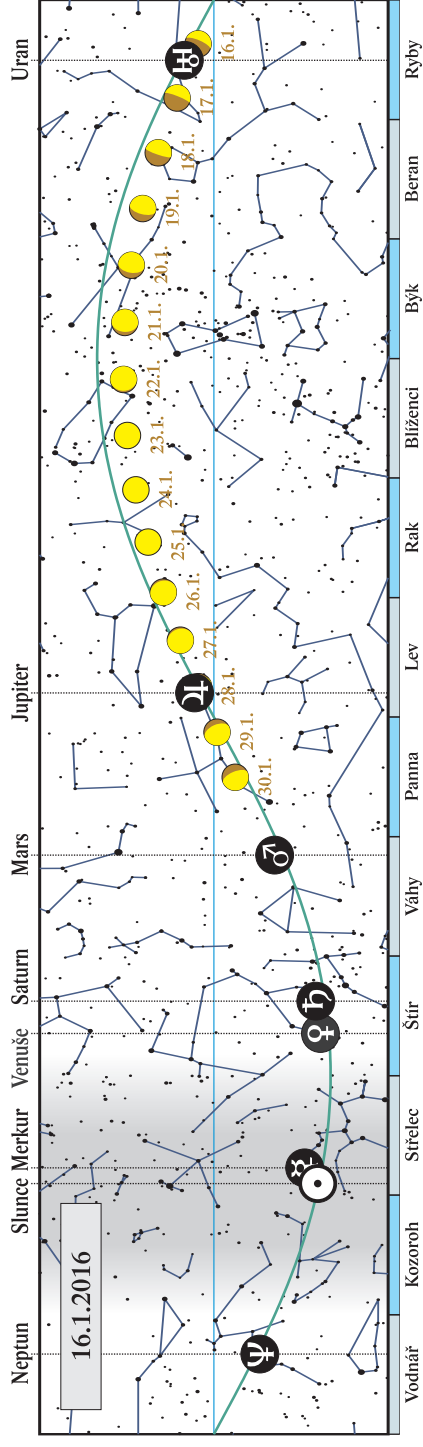 Neptun Slunce Merkur Venuše Saturn Mars Jupiter Uran
16.1.2016
30.1. 29.1. 28.1. 27.1. 26.1. 25.1. 24.1. 23.1. 22.1. 21.1. 20.1. 19.1. 18.1. 17.1. 16.1.
Vodnář Kozoroh Střelec Štír Váhy Panna Lev Rak Blíženci Býk Beran Ryby